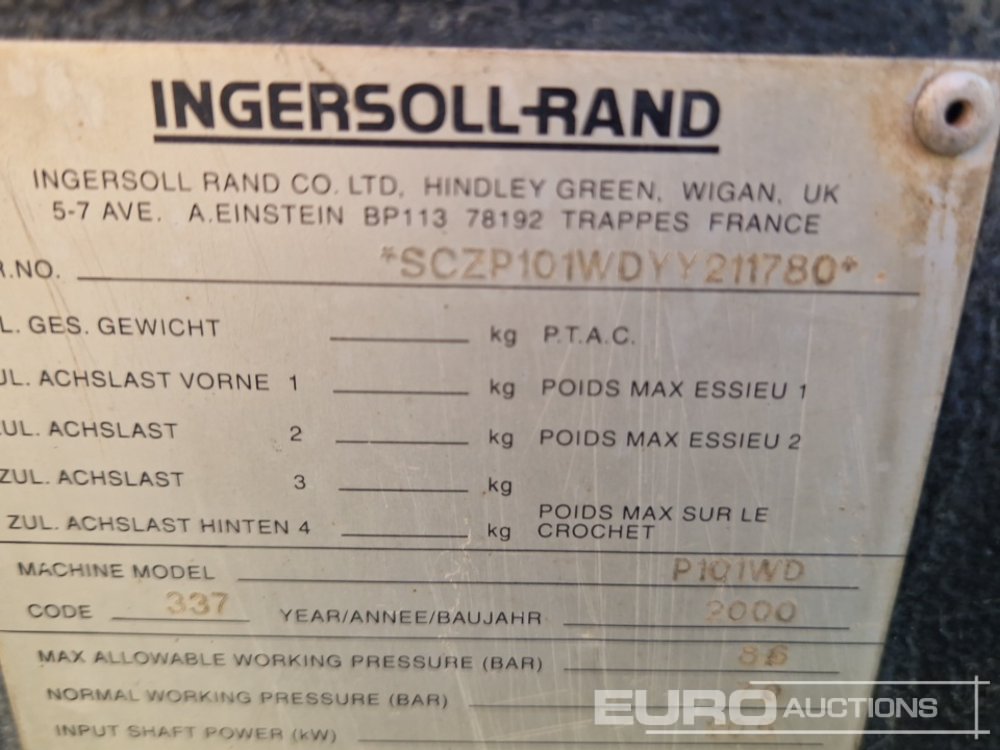 INGERSOLL-RAND
INGERSOLL RAND CO. LTD, HINDLEY GREEN, WIGAN, UK
5-7 AVE. A.EINSTEIN BP113 78192 TRAPPES FRANCE
R.NO. *SCZP101WDYY211780*
L. GES. GEWICHT kg P.T.A.C.
UL. ACHSLAST VORNE 1 kg POIDS MAX ESSIEU 1
ZUL. ACHSLAST 2 kg POIDS MAX ESSIEU 2
ZUL. ACHSLAST 3 kg
ZUL. ACHSLAST HINTEN 4 kg POIDS MAX SUR LE CROCHET
MACHINE MODEL P101WD
CODE 337 YEAR/ANNEE/BAUJAHR 2000
MAX ALLOWABLE WORKING PRESSURE (BAR) 8.6
NORMAL WORKING PRESSURE (BAR)
INPUT SHAFT POWER (kW)
EURO AUCTIONS